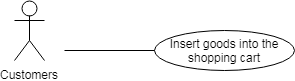 Insert goods into the
shopping cart
Customers